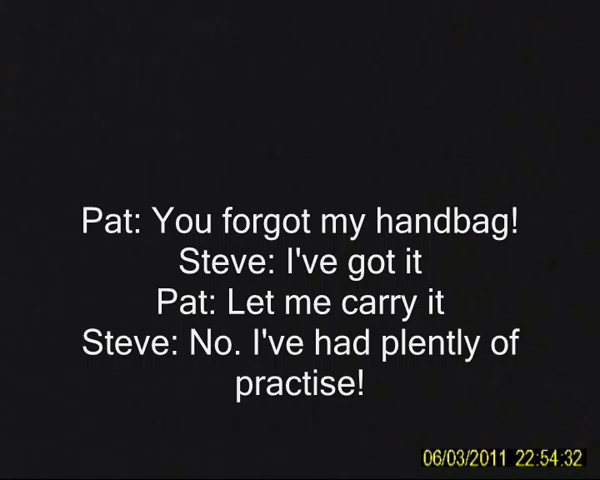 Pat: You forgot my handbag!
Steve: I've got it
Pat: Let me carry it
Steve: No. I've had plently of
practise!
06/03/2011 22:54:32